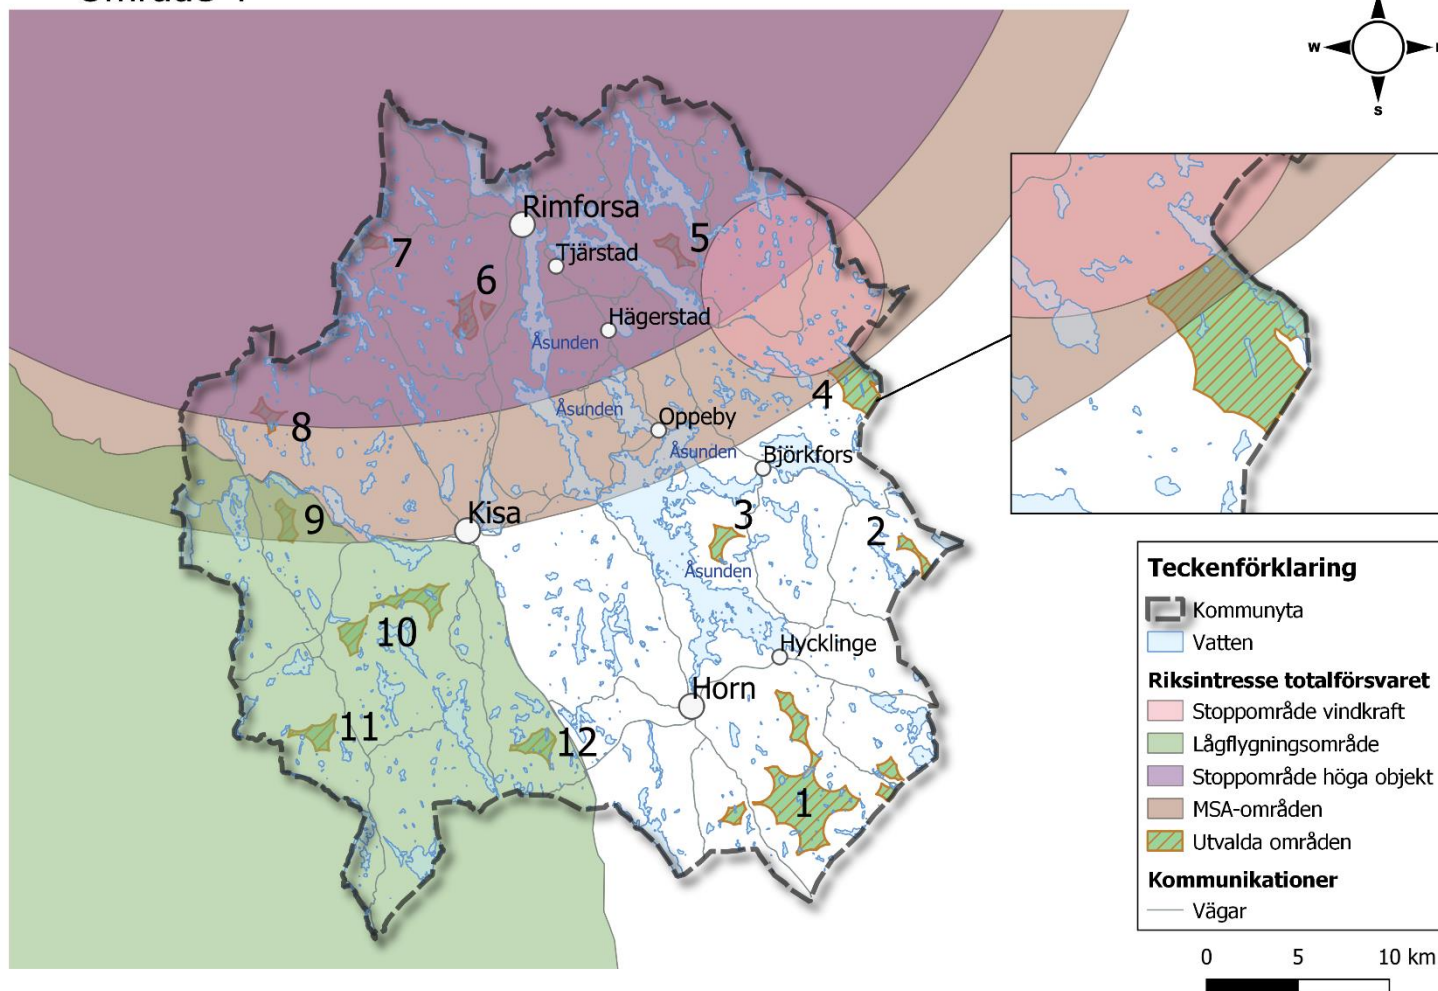 W
S
Rimforsa
Tjärstad
5
7
6
Hägerstad
Åsunden
4
Åsunden
Oppeby
8
Åsunden
Björkfors
Kisa
9
3
2
Åsunden
10
Hycklinge
Horn
11
12
1
Teckenförklaring
Kommunyta
Vatten
Riksintresse totalförsvaret
Stoppområde vindkraft
Lågflygningsområde
Stoppområde höga objekt
MSA-områden
Utvalda områden
Kommunikationer
Vägar
0 5 10 km